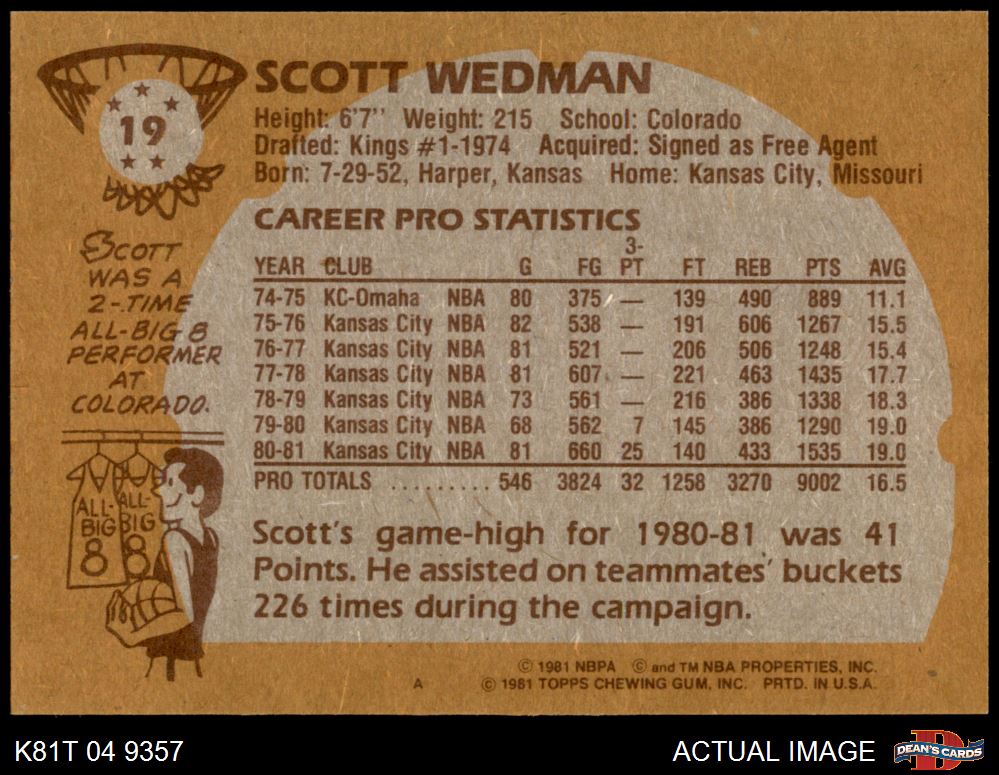 SCOTT WEDMAN
19
Height: 6'7'' Weight: 215 School: Colorado
Drafted: Kings #1-1974 Acquired: Signed as Free Agent
Born: 7-29-52, Harper, Kansas Home: Kansas City, Missouri
SCOTT
WAS A
2-TIME
ALL-BIG 8
PERFORMER
AT
COLORADO.
ALL-BIG 8
ALL-BIG 8
CAREER PRO STATISTICS
YEAR CLUB G FG 3-PT FT REB PTS AVG
74-75 KC-Omaha NBA 80 375 — 139 490 889 11.1
75-76 Kansas City NBA 82 538 — 191 606 1267 15.5
76-77 Kansas City NBA 81 521 — 206 506 1248 15.4
77-78 Kansas City NBA 81 607 — 221 463 1435 17.7
78-79 Kansas City NBA 73 561 — 216 386 1338 18.3
79-80 Kansas City NBA 68 562 7 145 386 1290 19.0
80-81 Kansas City NBA 81 660 25 140 433 1535 19.0
PRO TOTALS .......... 546 3824 32 1258 3270 9002 16.5
Scott's game-high for 1980-81 was 41
Points. He assisted on teammates' buckets
226 times during the campaign.
© 1981 NBPA © and TM NBA PROPERTIES, INC.
A © 1981 TOPPS CHEWING GUM, INC. PRTD. IN U.S.A.
K81T 04 9357 ACTUAL IMAGE D DEAN'S CARDS